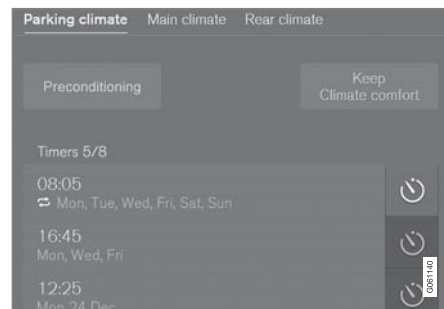 Parking climate Main climate Rear climate
Preconditioning
Keep
Climate comfort
Timers 5/8
08:05
Mon, Tue, Wed, Fri, Sat, Sun
16:45
Mon, Wed, Fri
12:25
Mon 24 Dec
G061140